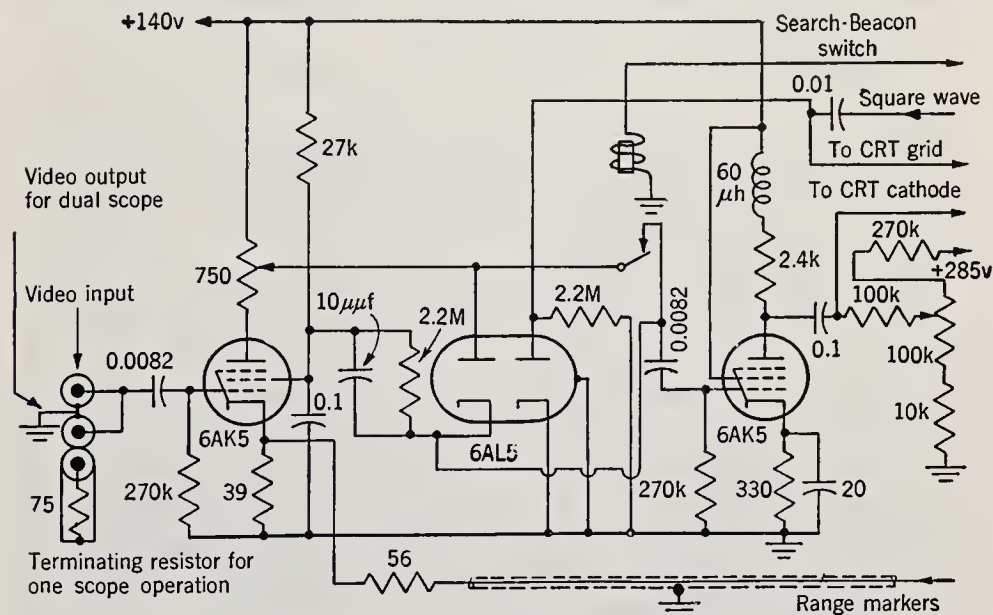 +140v
Search-Beacon
switch
0.01
Square wave
27k
To CRT grid
Video output
for dual scope
60
μh
To CRT cathode
270k
+285v
750
2.4k
Video input
10μμf
2.2M
2.2M
0.0082
100k
0.0082
0.1
100k
0.1
6AK5
6AL5
6AK5
10k
75
270k
39
270k
330
20
Terminating resistor for
one scope operation
56
Range markers